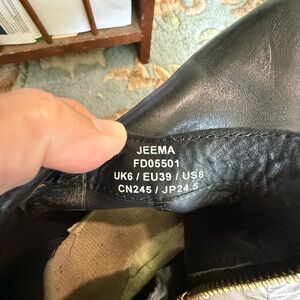 JEEMA
FD05501
UK6 / EU39 / US8
CN245 / JP24.5